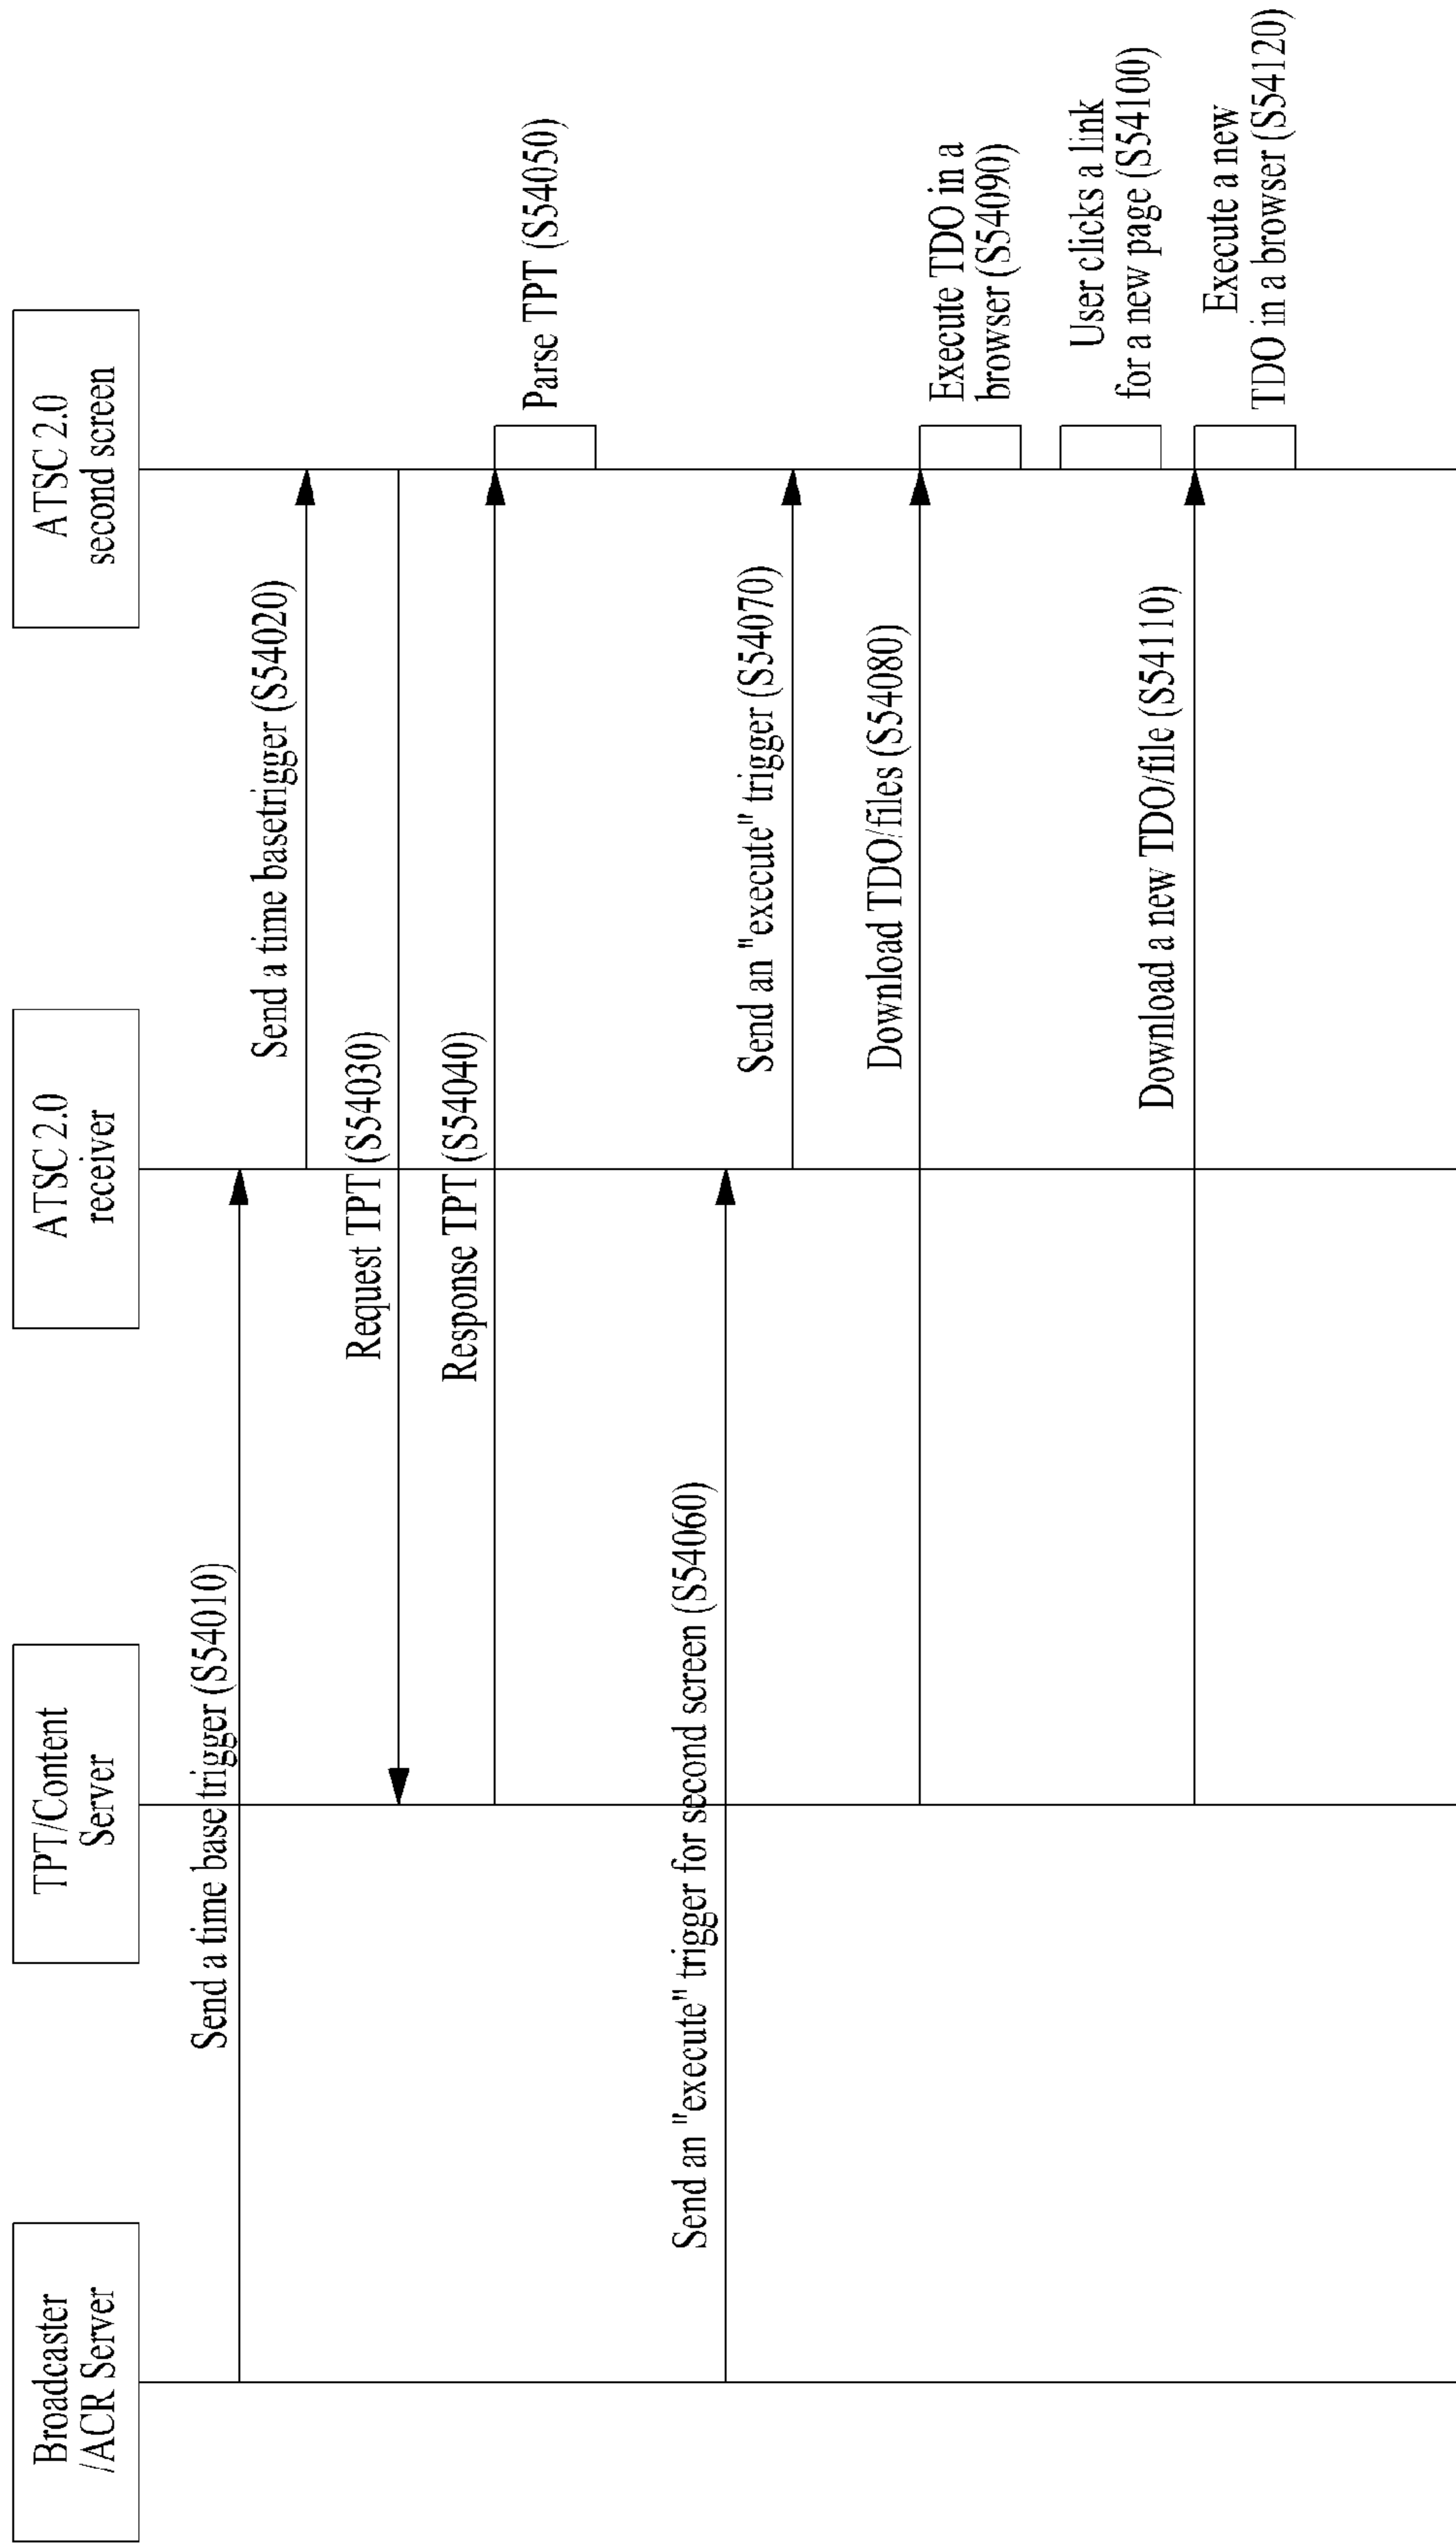 Broadcaster
/ACR Server
TPT/Content
Server
ATSC 2.0
receiver
ATSC 2.0
second screen
Send a time base trigger (S54010)
Send a time basetrigger (S54020)
Request TPT (S54030)
Response TPT (S54040)
Parse TPT (S54050)
Send an "execute" trigger for second screen (S54060)
Send an "execute" trigger (S54070)
Download TDO/files (S54080)
Execute TDO in a
browser (S54090)
User clicks a link
for a new page (S54100)
Download a new TDO/file (S54110)
Execute a new
TDO in a browser (S54120)